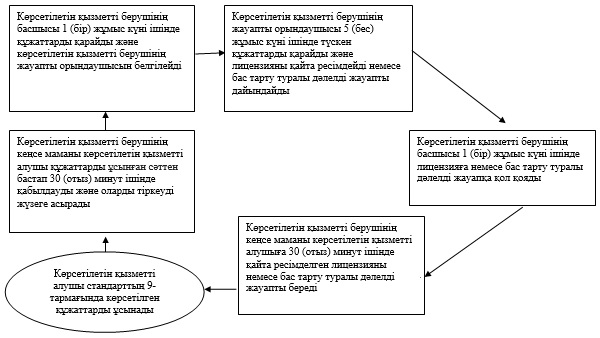 Көрсетілетін қызметті берушінің
басшысы 1 (бір) жұмыс күні ішінде
құжаттарды қарайды және
көрсетілетін қызметті берушінің
жауапты орындаушысын белгілейді
Көрсетілетін қызметті берушінің
жауапты орындаушысы 5 (бес)
жұмыс күні ішінде түскен
құжаттарды қарайды және
лицензияны қайта ресімдейді немесе
бас тарту туралы дәлелді жауапты
дайындайды
Көрсетілетін қызметті берушінің
басшысы 1 (бір) жұмыс күні ішінде
лицензияға немесе бас тарту туралы
дәлелді жауапқа қол қояды
Көрсетілетін қызметті берушінің
кеңсе маманы көрсетілетін қызметті
алушыға 30 (отыз) минут ішінде
қайта ресімделген лицензияны
немесе бас тарту туралы дәлелді
жауапты береді
Көрсетілетін қызметті
алушы стандарттың 9-
тармағында көрсетілген
құжаттарды ұсынады
Көрсетілетін қызметті берушінің
кеңсе маманы көрсетілетін қызметті
алушы құжаттарды ұсынған сәттен
бастап 30 (отыз) минут ішінде
қабылдауды және оларды тіркеуді
жүзеге асырады